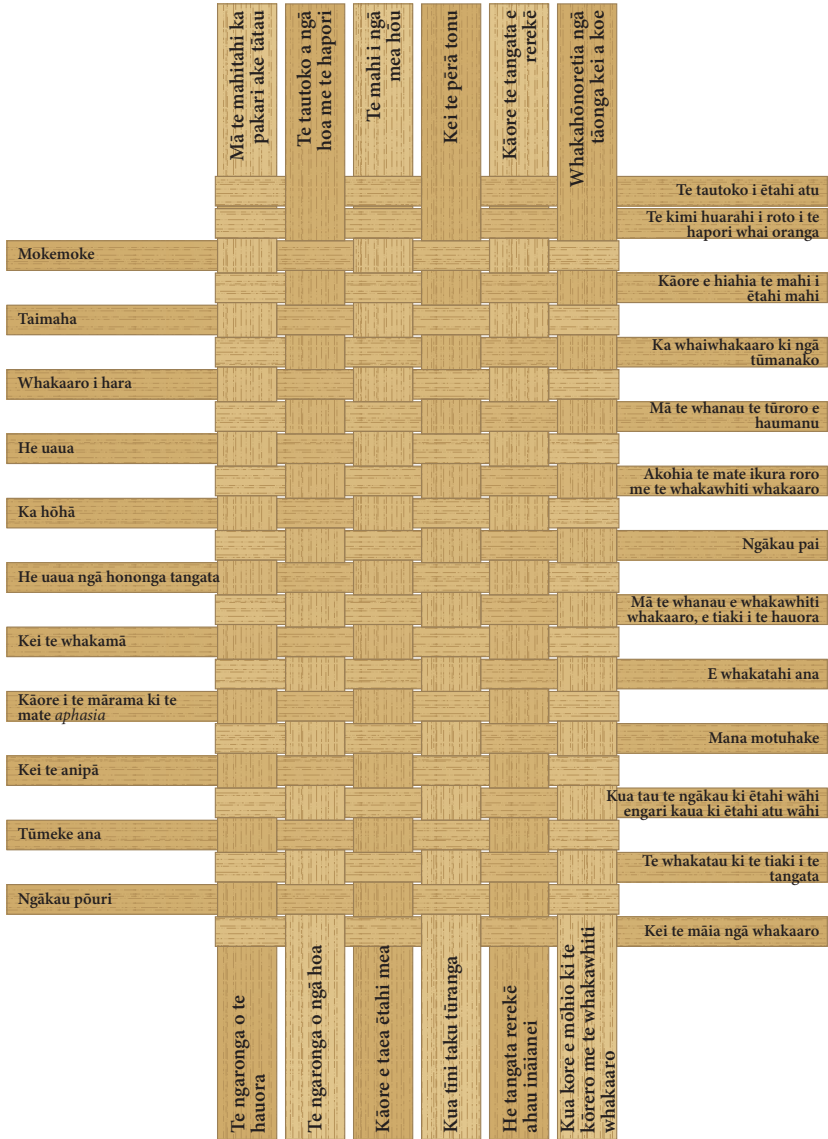 Mā te mahitahi ka
pakari ake tātau
Te tautoko a ngā
hoa me te hapori
Te mahi i ngā
mea hōu
Kei te pērā tonu
Kāore te tangata e
rerekē
Whakahōnoretia ngā
tāonga kei a koe
Te tautoko i ētahi atu
Te kimi huarahi i roto i te
hapori whai oranga
Mokemoke
Kāore e hiahia te mahi i
ētahi mahi
Taimaha
Ka whaiwhakaaro ki ngā
tūmanako
Whakaaro i hara
Mā te whanau te tūroro e
haumanu
He uaua
Akohia te mate ikura roro
me te whakawhiti whakaaro
Ka hōhā
Ngākau pai
He uaua ngā hononga tangata
Mā te whanau e whakawhiti
whakaaro, e tiaki i te hauora
Kei te whakamā
E whakatahi ana
Kāore i te mārama ki te
mate aphasia
Mana motuhake
Kei te anipā
Kua tau te ngākau ki ētahi wāhi
engari kaua ki ētahi atu wāhi
Tūmeke ana
Te whakatau ki te tiaki i te
tangata
Ngākau pōuri
Kei te māia ngā whakaaro
Te ngaronga o te
hauora
Te ngaronga o ngā hoa
Kāore e taea ētahi mea
Kua tīni taku tūranga
He tangata rerekē
ahau ināianei
Kua kore e mōhio ki te
kōrero me te whakawhiti
whakaaro